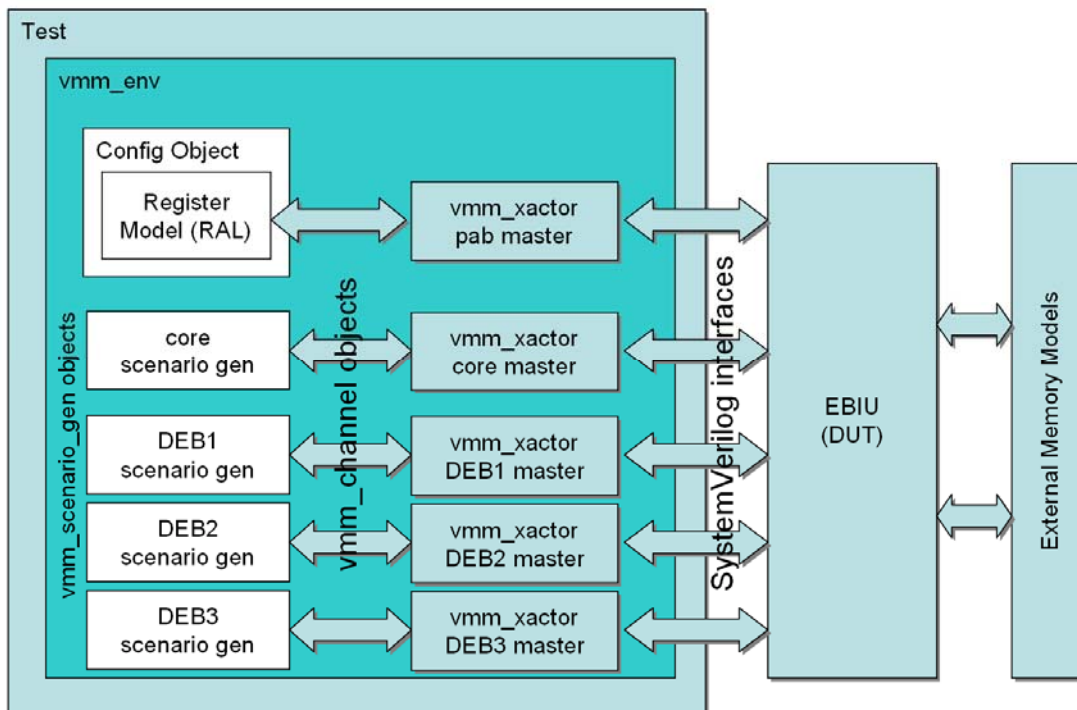 Test
vmm_env
Config Object
Register
Model (RAL)
vmm_xactor
pab master
vmm_scenario_gen objects
core
scenario gen
vmm_channel objects
vmm_xactor
core master
DEB1
scenario gen
vmm_xactor
DEB1 master
DEB2
scenario gen
vmm_xactor
DEB2 master
DEB3
scenario gen
vmm_xactor
DEB3 master
SystemVerilog interfaces
EBIU
(DUT)
External Memory Models